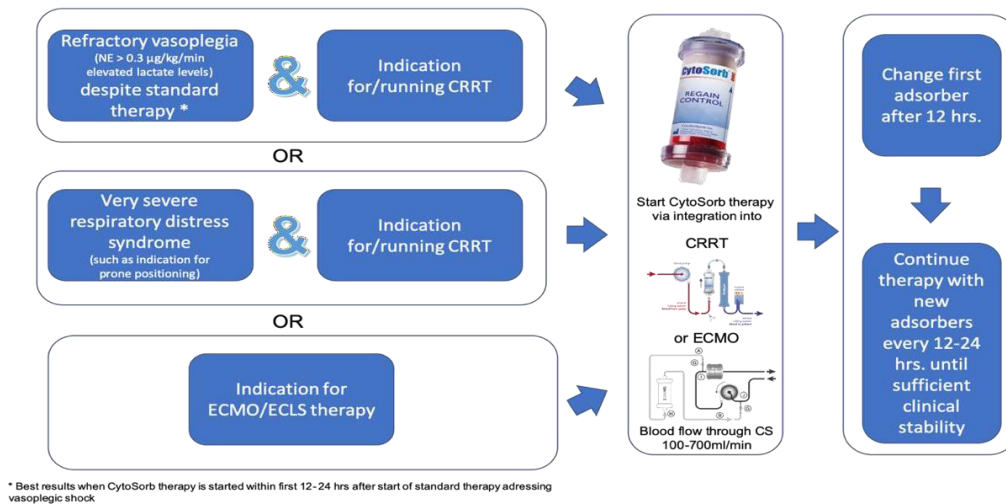 Refractory vasoplegia
(NE > 0.3 µg/kg/min
elevated lactate levels)
despite standard
therapy *
&
Indication
for/running CRRT
OR
Very severe
respiratory distress
syndrome
(such as indication for
prone positioning)
&
Indication
for/running CRRT
OR
Indication for
ECMO/ECLS therapy
CytoSorb
REGAIN
CONTROL
Start CytoSorb therapy
via integration into
CRRT
or ECMO
Blood flow through CS
100-700ml/min
Change first
adsorber
after 12 hrs.
Continue
therapy with
new
adsorbers
every 12-24
hrs. until
sufficient
clinical
stability
* Best results when CytoSorb therapy is started within first 12-24 hrs after start of standard therapy adressing
vasoplegic shock